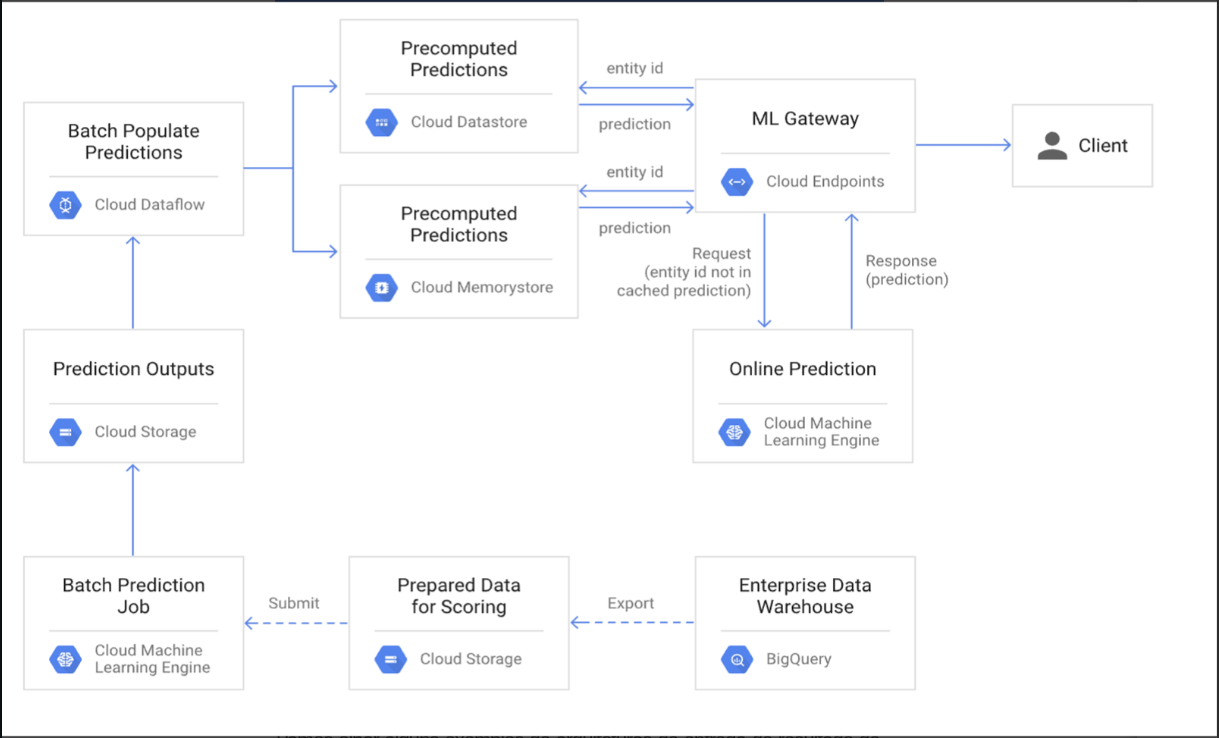 Precomputed
Predictions
Cloud Datastore
entity id
prediction
Batch Populate
Predictions
Cloud Dataflow
ML Gateway
Cloud Endpoints
Client
Precomputed
Predictions
Cloud Memorystore
entity id
prediction
Request
(entity id not in
cached prediction)
Response
(prediction)
Prediction Outputs
Cloud Storage
Online Prediction
Cloud Machine
Learning Engine
Batch Prediction
Job
Cloud Machine
Learning Engine
Submit
Prepared Data
for Scoring
Cloud Storage
Export
Enterprise Data
Warehouse
BigQuery